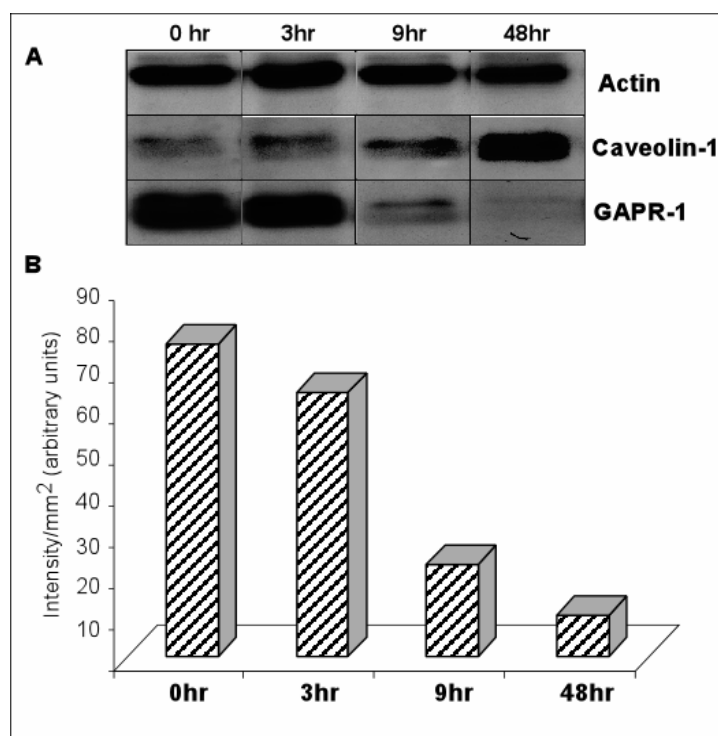 0 hr 3hr 9hr 48hr
A
Actin
Caveolin-1
GAPR-1
B
90
80
70
60
50
40
30
20
10
Intensity/mm² (arbitrary units)
0hr 3hr 9hr 48hr